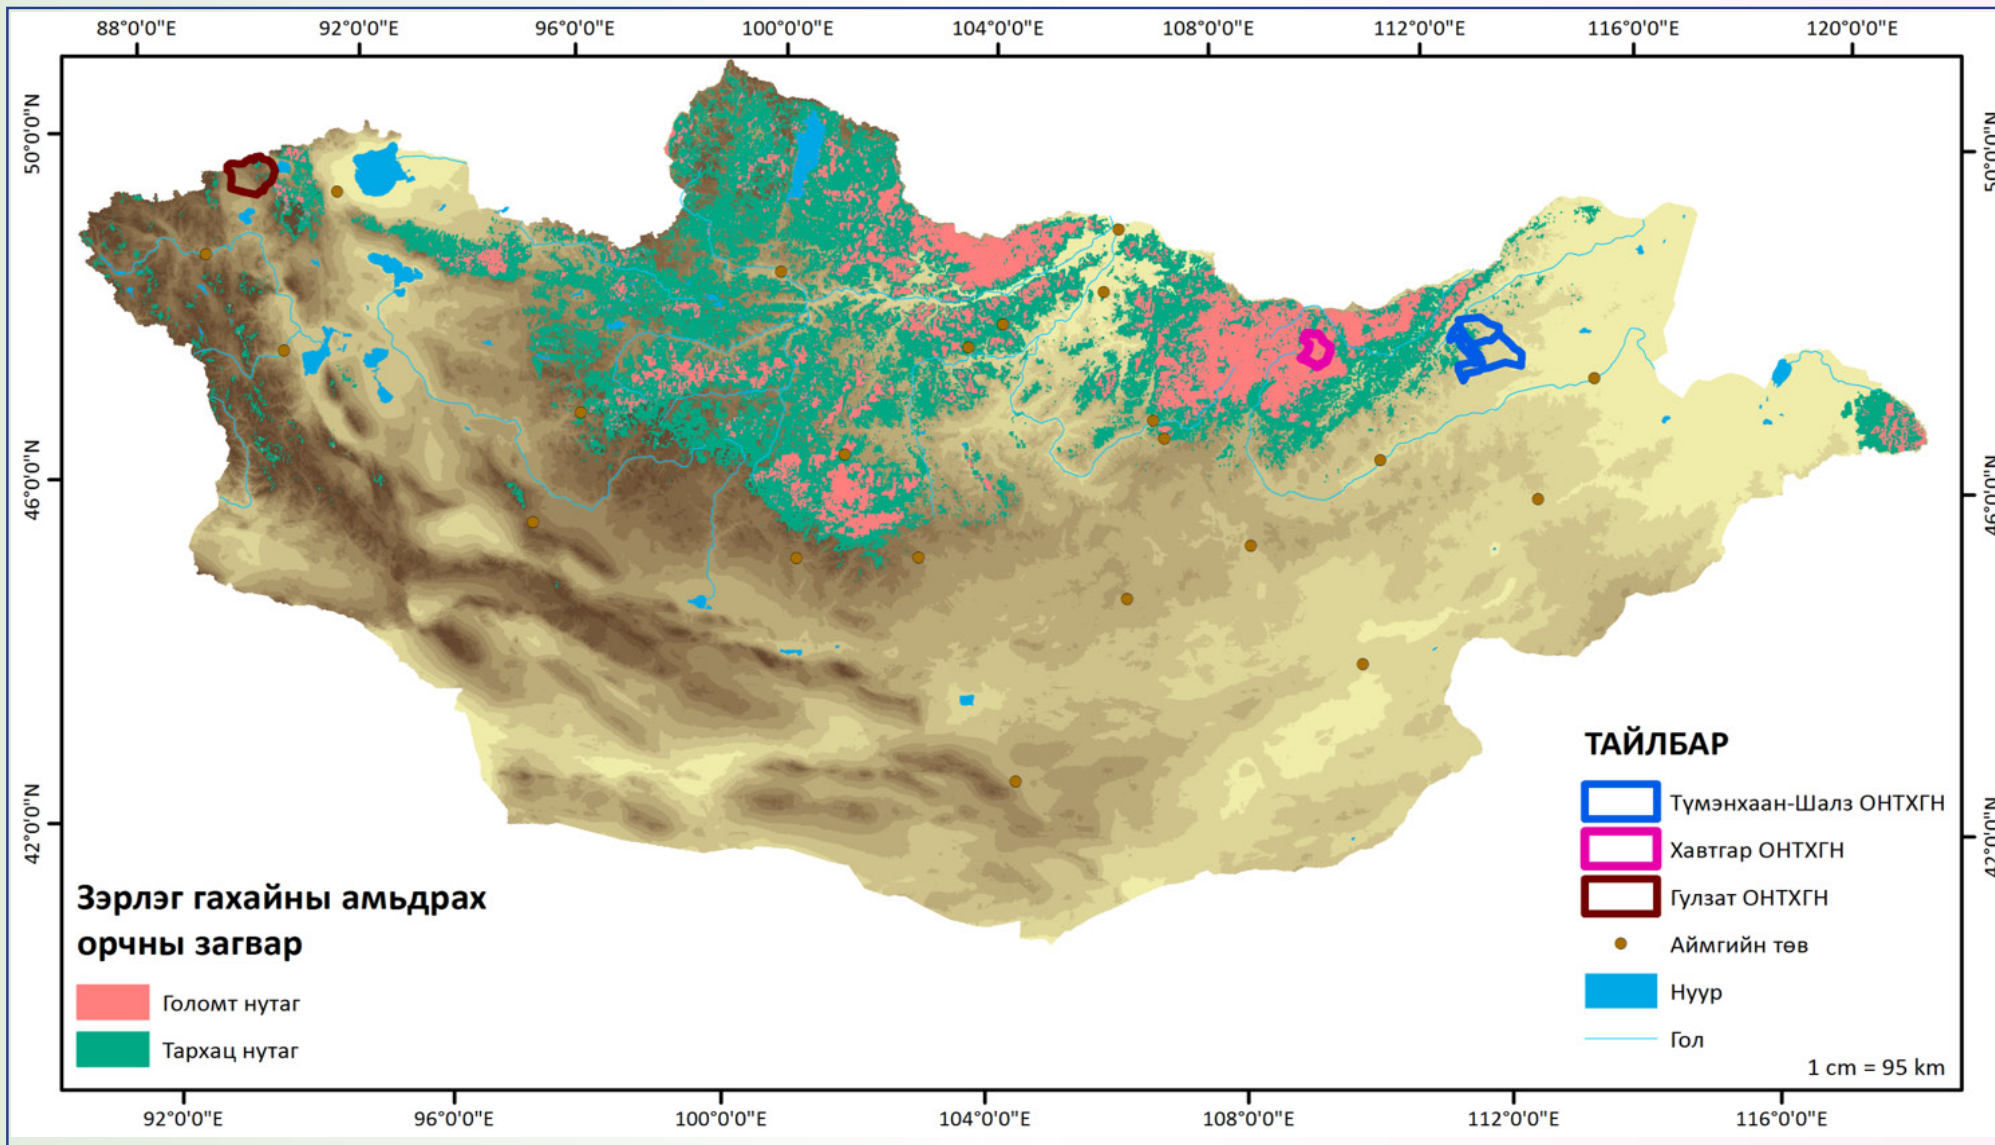 88°0'0"E 92°0'0"E 96°0'0"E 100°0'0"E 104°0'0"E 108°0'0"E 112°0'0"E 116°0'0"E 120°0'0"E
50°0'0"N
50°0'0"N
46°0'0"N
46°0'0"N
42°0'0"N
42°0'0"N
ТАЙЛБАР
Түмэнхаан-Шалз ОНТХГН
Хавтгар ОНТХГН
Гулзат ОНТХГН
Аймгийн төв
Нуур
Гол
1 cm = 95 km
Зэрлэг гахайны амьдрах
орчны загвар
Голомт нутаг
Тархац нутаг
92°0'0"E 96°0'0"E 100°0'0"E 104°0'0"E 108°0'0"E 112°0'0"E 116°0'0"E